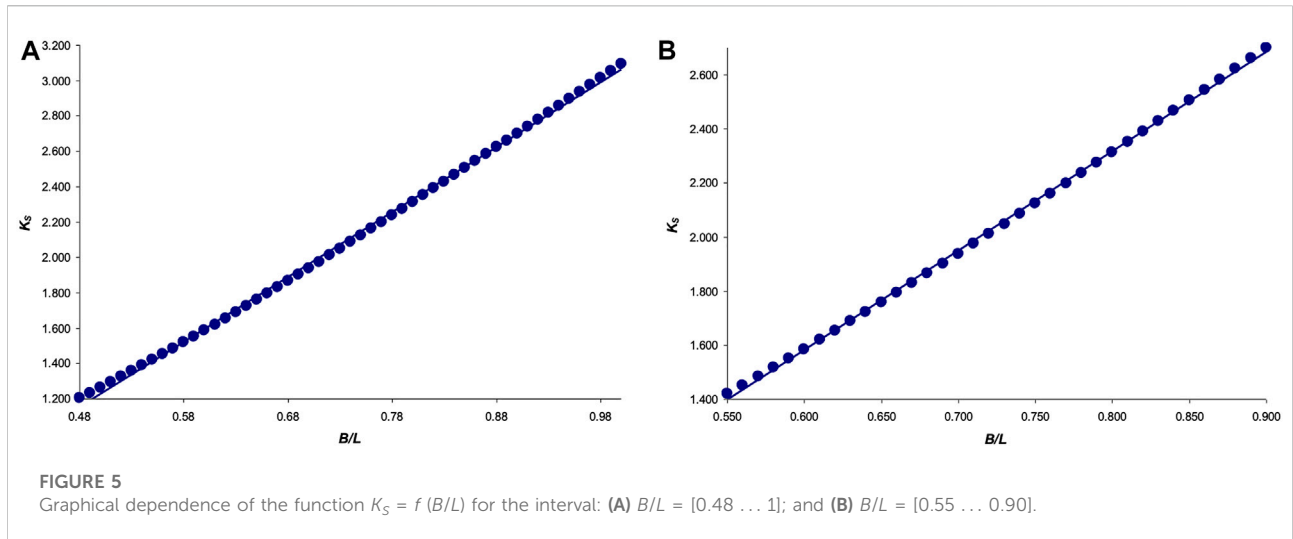 A
3.200
3.000
2.800
2.600
2.400
2.200
2.000
1.800
1.600
1.400
1.200
K_S
0.48 0.58 0.68 0.78 0.88 0.98
B/L
B
2.600
2.400
2.200
2.000
1.800
1.600
1.400
K_S
0.550 0.600 0.650 0.700 0.750 0.800 0.850 0.900
B/L
FIGURE 5
Graphical dependence of the function K_S = f (B/L) for the interval: (A) B/L = [0.48 … 1]; and (B) B/L = [0.55 … 0.90].